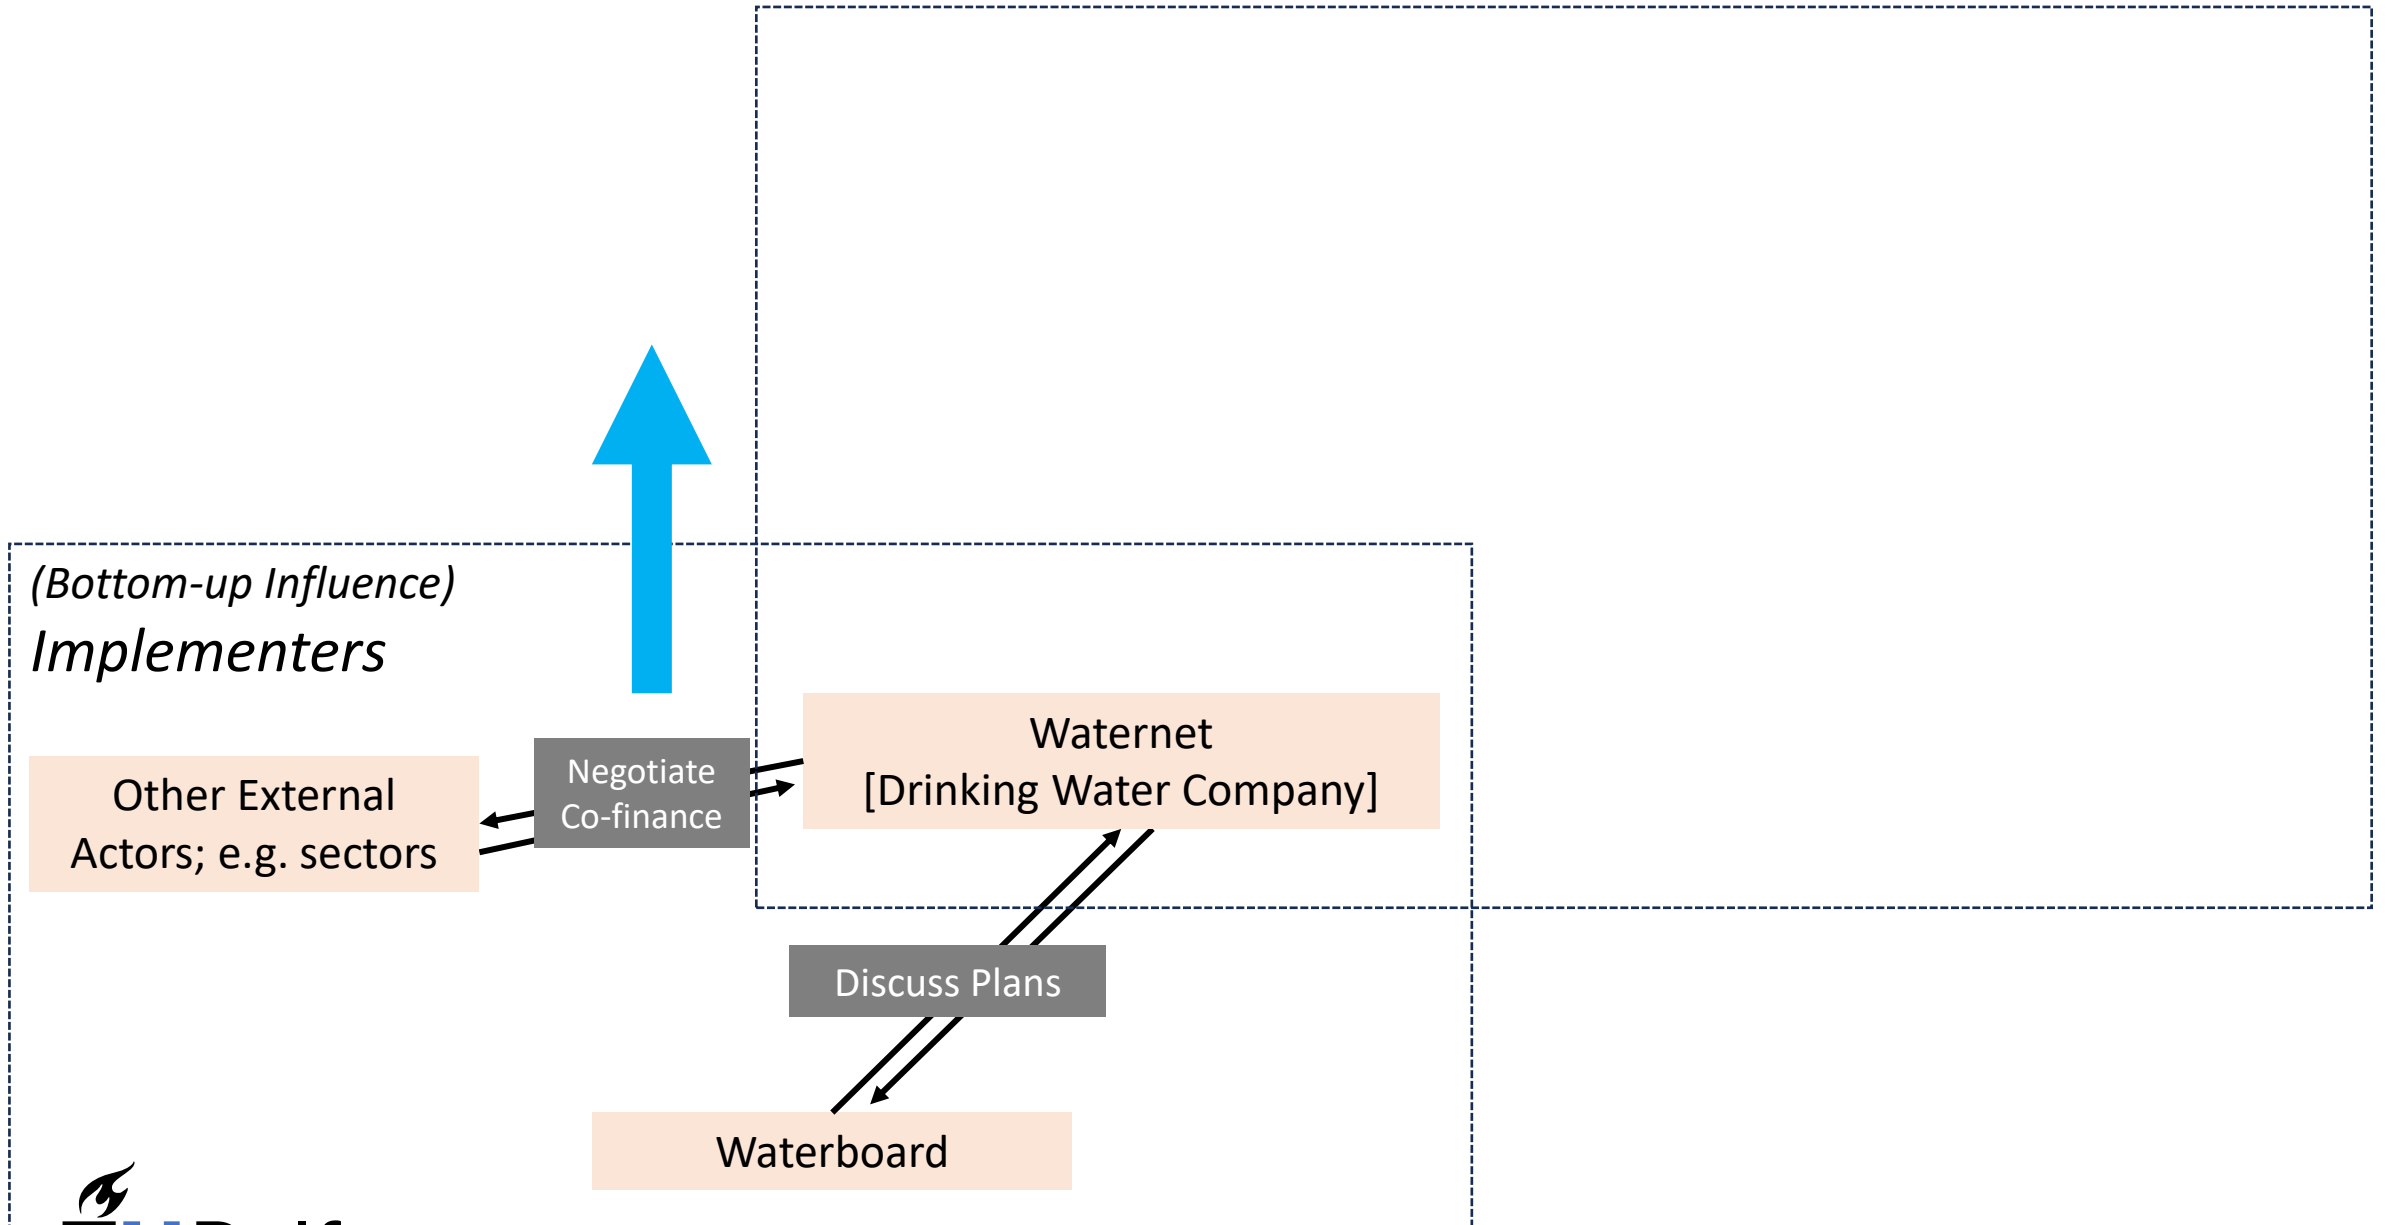 (Bottom-up Influence)
Implementers
Negotiate
Co-finance
Waternet
[Drinking Water Company]
Other External
Actors; e.g. sectors
Discuss Plans
Waterboard